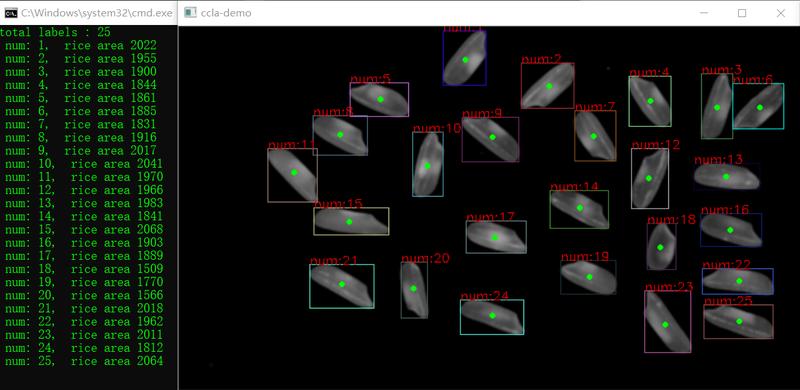 C:\Windows\system32\cmd.exe
total labels : 25
num: 1, rice area 2022
num: 2, rice area 1955
num: 3, rice area 1900
num: 4, rice area 1844
num: 5, rice area 1861
num: 6, rice area 1885
num: 7, rice area 1831
num: 8, rice area 1916
num: 9, rice area 2017
num: 10, rice area 2041
num: 11, rice area 1970
num: 12, rice area 1966
num: 13, rice area 1983
num: 14, rice area 1841
num: 15, rice area 2068
num: 16, rice area 1903
num: 17, rice area 1889
num: 18, rice area 1509
num: 19, rice area 1770
num: 20, rice area 1566
num: 21, rice area 2018
num: 22, rice area 1962
num: 23, rice area 2011
num: 24, rice area 1812
num: 25, rice area 2064
ccla-demo
num:1
num:2
num:3
num:4
num:5
num:6
num:7
num:8
num:9
num:10
num:11
num:12
num:13
num:14
num:15
num:16
num:17
num:18
num:19
num:20
num:21
num:22
num:23
num:24
num:25